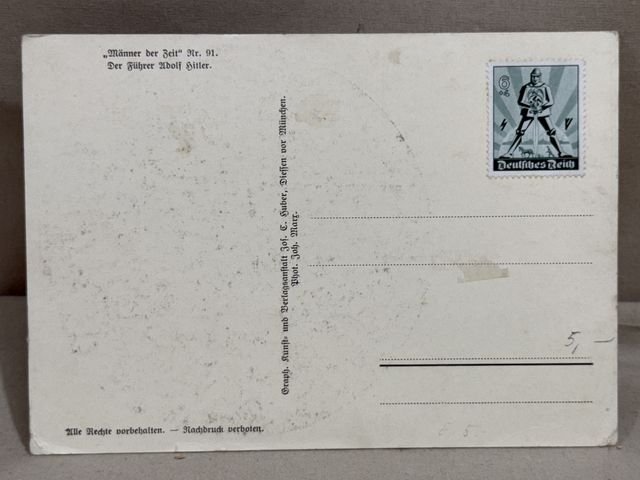 „Männer der Zeit“ Nr. 91.
Der Führer Adolf Hitler.
6
Deutsches Reich
Graph. Kunst- und Verlagsanstalt Jos. C. Huber, Diessen vor München.
Phot. Joh. Marx.
5,—
Alle Rechte vorbehalten. — Nachdruck verboten.